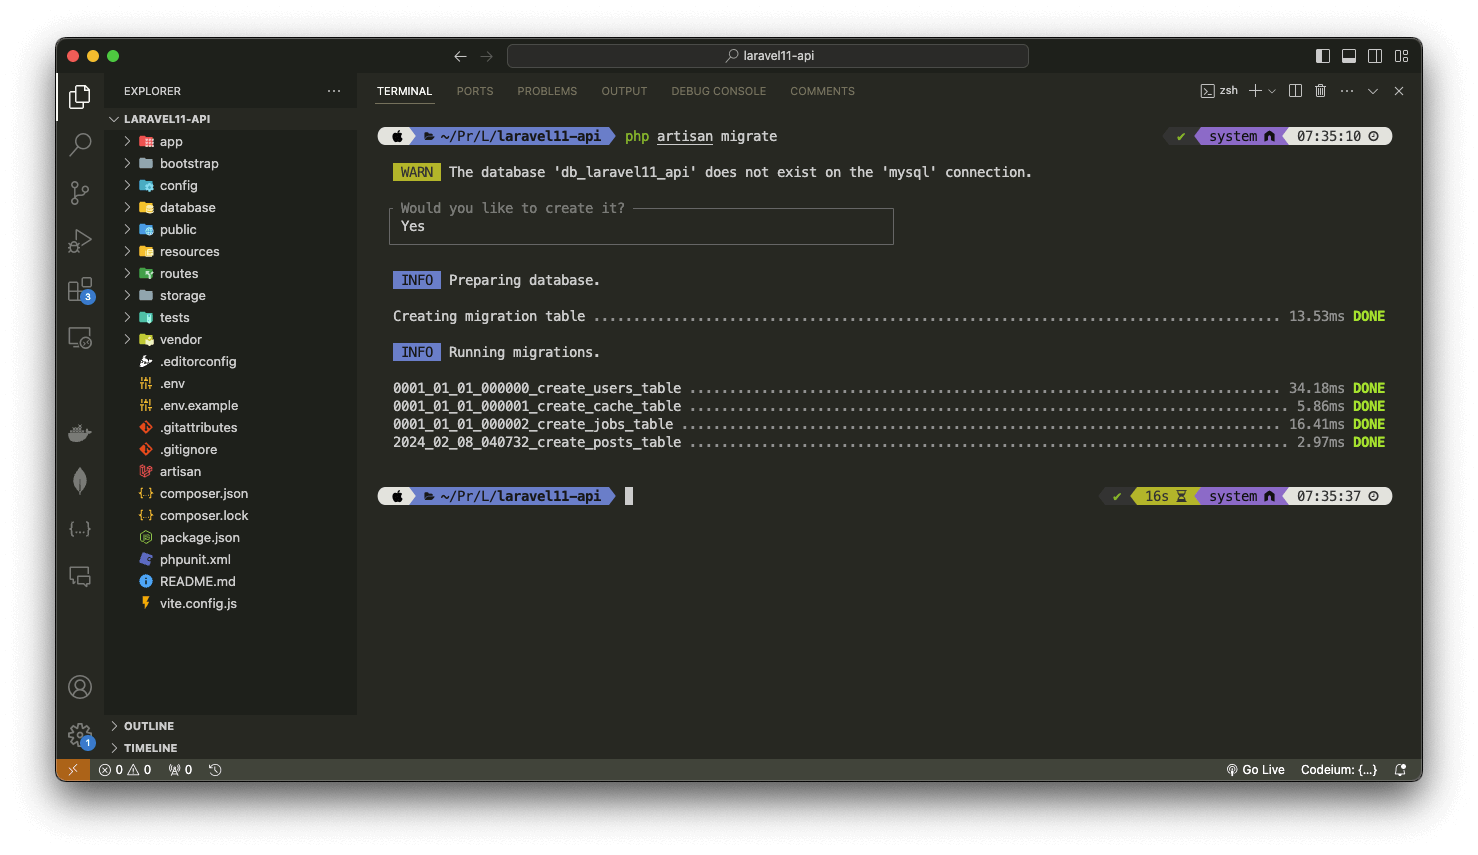 laravel11-api
EXPLORER
LARAVEL11-API
app
bootstrap
config
database
public
resources
routes
storage
tests
vendor
.editorconfig
.env
.env.example
.gitattributes
.gitignore
artisan
composer.json
composer.lock
package.json
phpunit.xml
README.md
vite.config.js
OUTLINE
TIMELINE
3
1
TERMINAL PORTS PROBLEMS OUTPUT DEBUG CONSOLE COMMENTS zsh
~/Pr/L/laravel11-api php artisan migrate ✔ system 07:35:10
WARN The database 'db_laravel11_api' does not exist on the 'mysql' connection.
Would you like to create it?
Yes
INFO Preparing database.
Creating migration table ...................................................................................... 13.53ms DONE
INFO Running migrations.
0001_01_01_000000_create_users_table .......................................................................... 34.18ms DONE
0001_01_01_000001_create_cache_table ........................................................................... 5.86ms DONE
0001_01_01_000002_create_jobs_table ........................................................................... 16.41ms DONE
2024_02_08_040732_create_posts_table ........................................................................... 2.97ms DONE
~/Pr/L/laravel11-api ✔ 16s system 07:35:37
0 0 0 Go Live Codeium: {...}